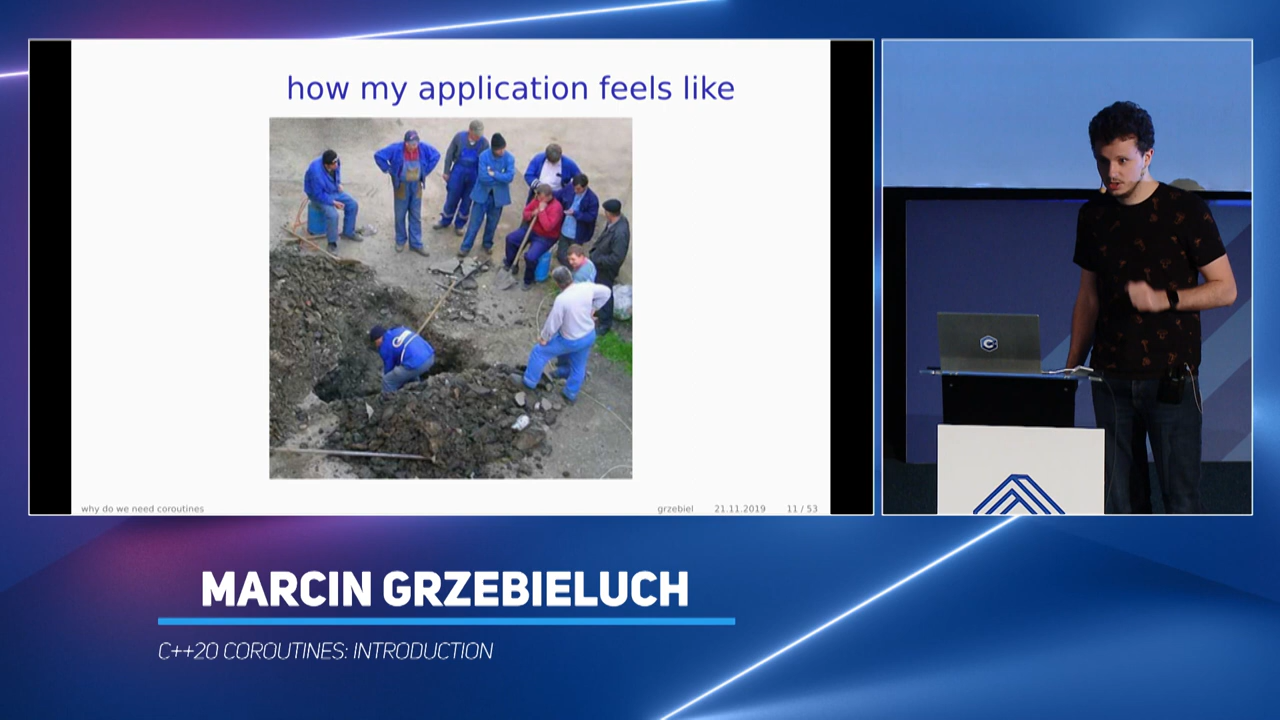 how my application feels like
why do we need coroutines
grzebiel 21.11.2019 11 / 53
C
MARCIN GRZEBIELUCH
C++20 COROUTINES: INTRODUCTION